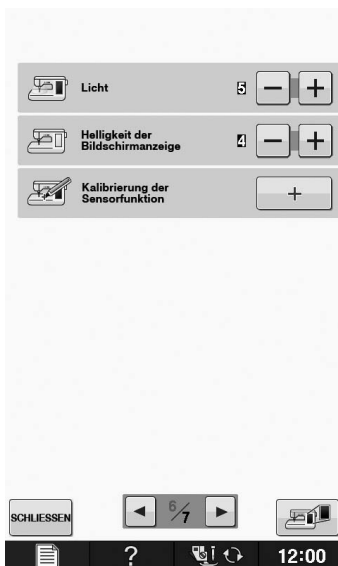 Licht 5 − +
Helligkeit der
Bildschirmanzeige 4 − +
Kalibrierung der
Sensorfunktion +
SCHLIESSEN 6/7
? 12:00